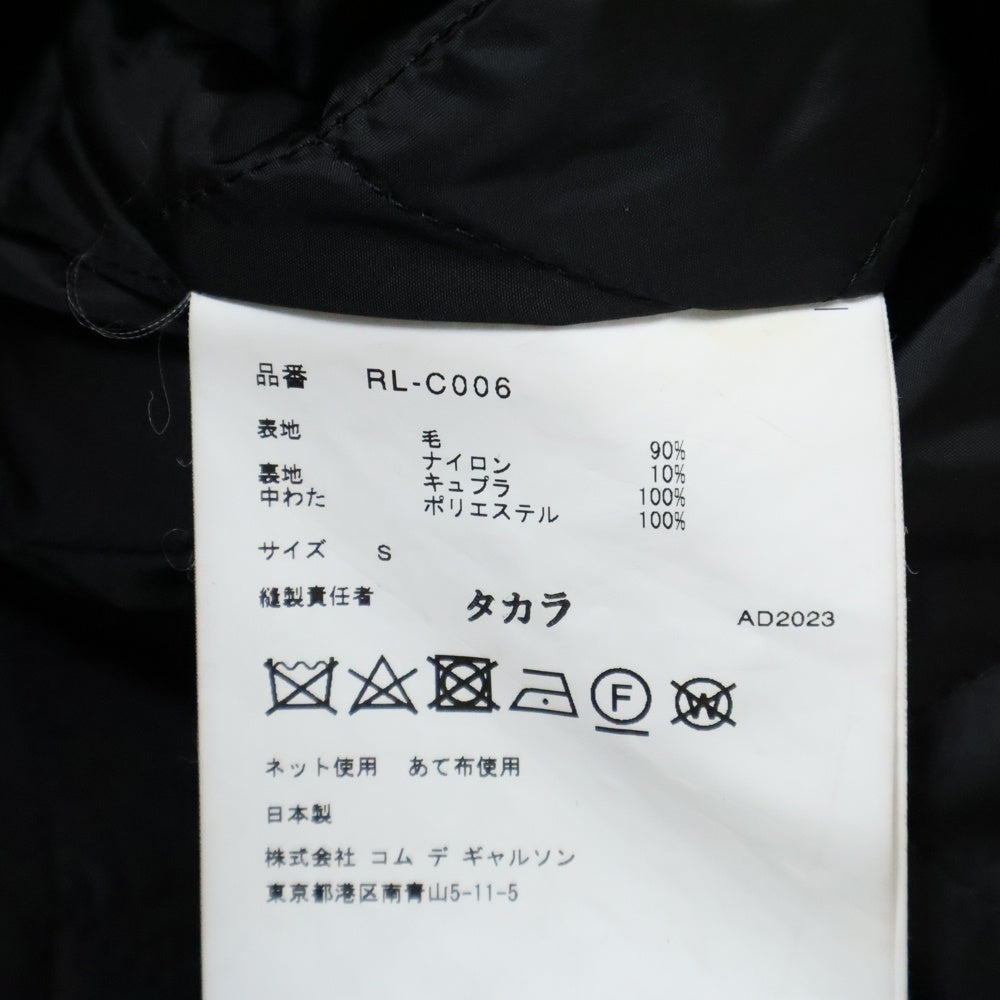 品番 RL-C006
表地 毛 90%
ナイロン 10%
裏地 キュプラ 100%
中わた ポリエステル 100%
サイズ S
縫製責任者 タカラ AD2023
F W
ネット使用 あて布使用
日本製
株式会社 コム デ ギャルソン
東京都港区南青山5-11-5